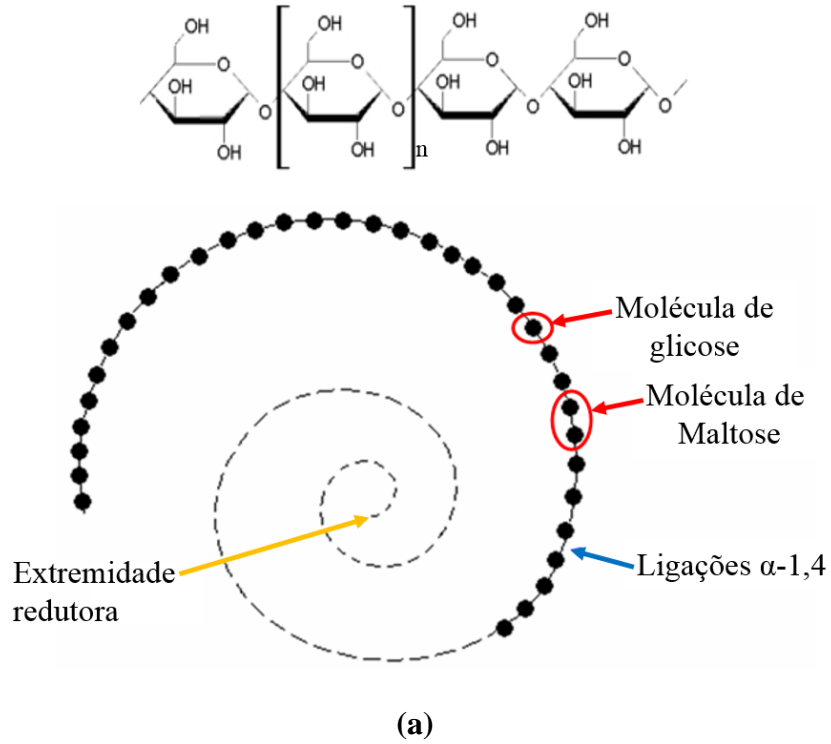 OH OH OH OH
O O O O
OH OH OH OH
O O O O
OH OH OH OH
n
Molécula de
glicose
Molécula de
Maltose
Extremidade
redutora
Ligações α-1,4
(a)